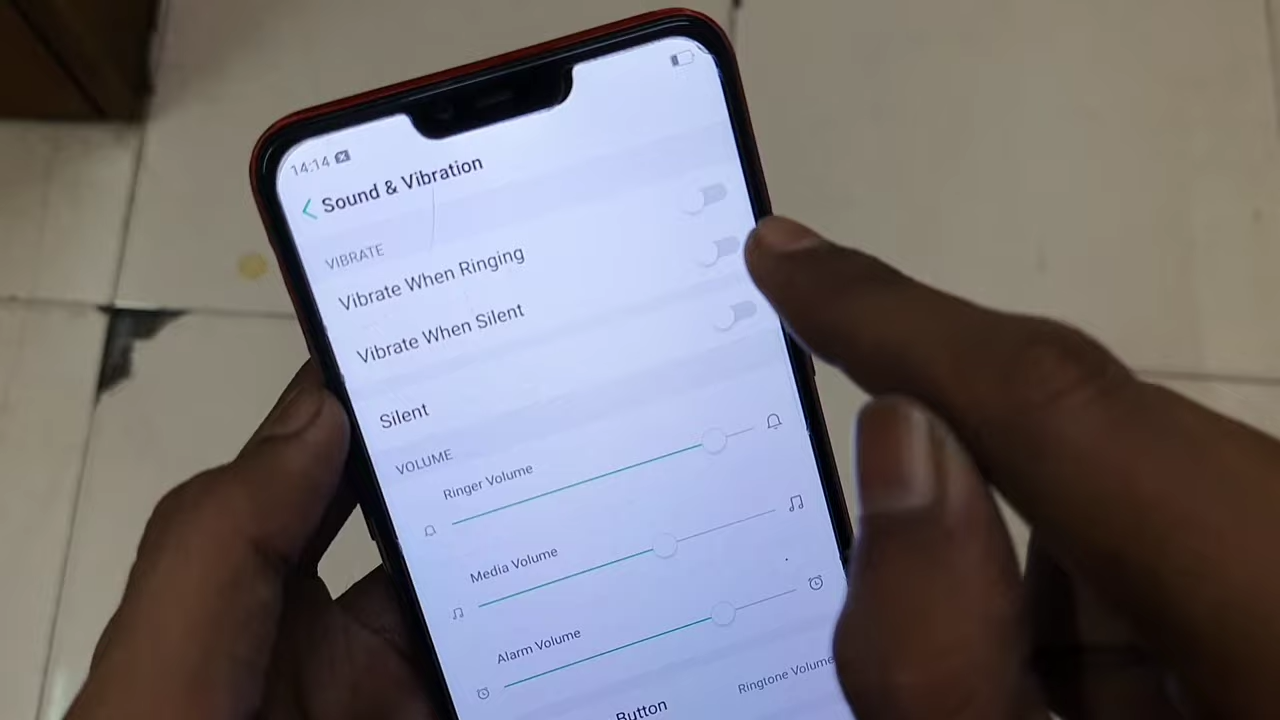 14:14
Sound & Vibration
VIBRATE
Vibrate When Ringing
Vibrate When Silent
Silent
VOLUME
Ringer Volume
Media Volume
Alarm Volume
Button
Ringtone Volume